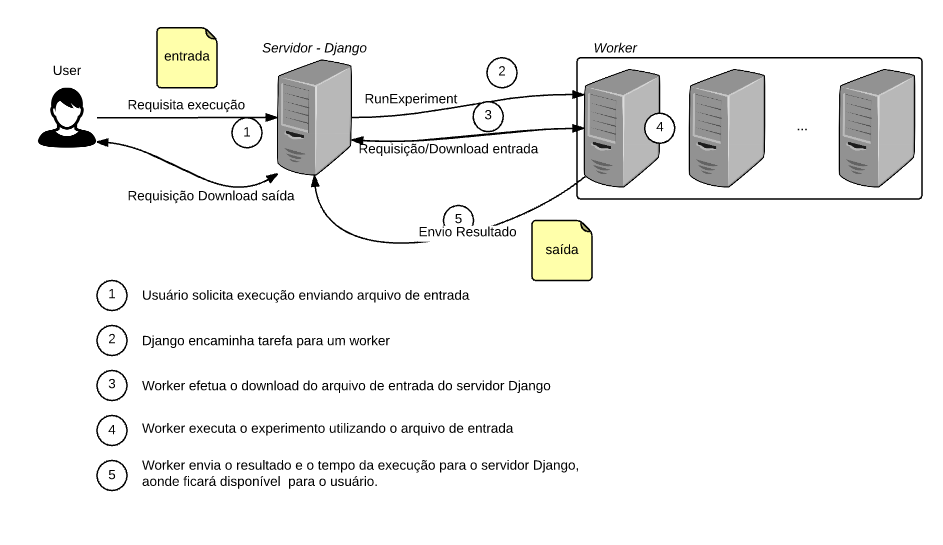 entrada
Servidor - Django
Worker
User
2
RunExperiment
Requisita execução
1
3
4
...
Requisição/Download entrada
Requisição Download saída
5
Envio Resultado
saída
1 Usuário solicita execução enviando arquivo de entrada
2 Django encaminha tarefa para um worker
3 Worker efetua o download do arquivo de entrada do servidor Django
4 Worker executa o experimento utilizando o arquivo de entrada
5 Worker envia o resultado e o tempo da execução para o servidor Django,
aonde ficará disponível  para o usuário.